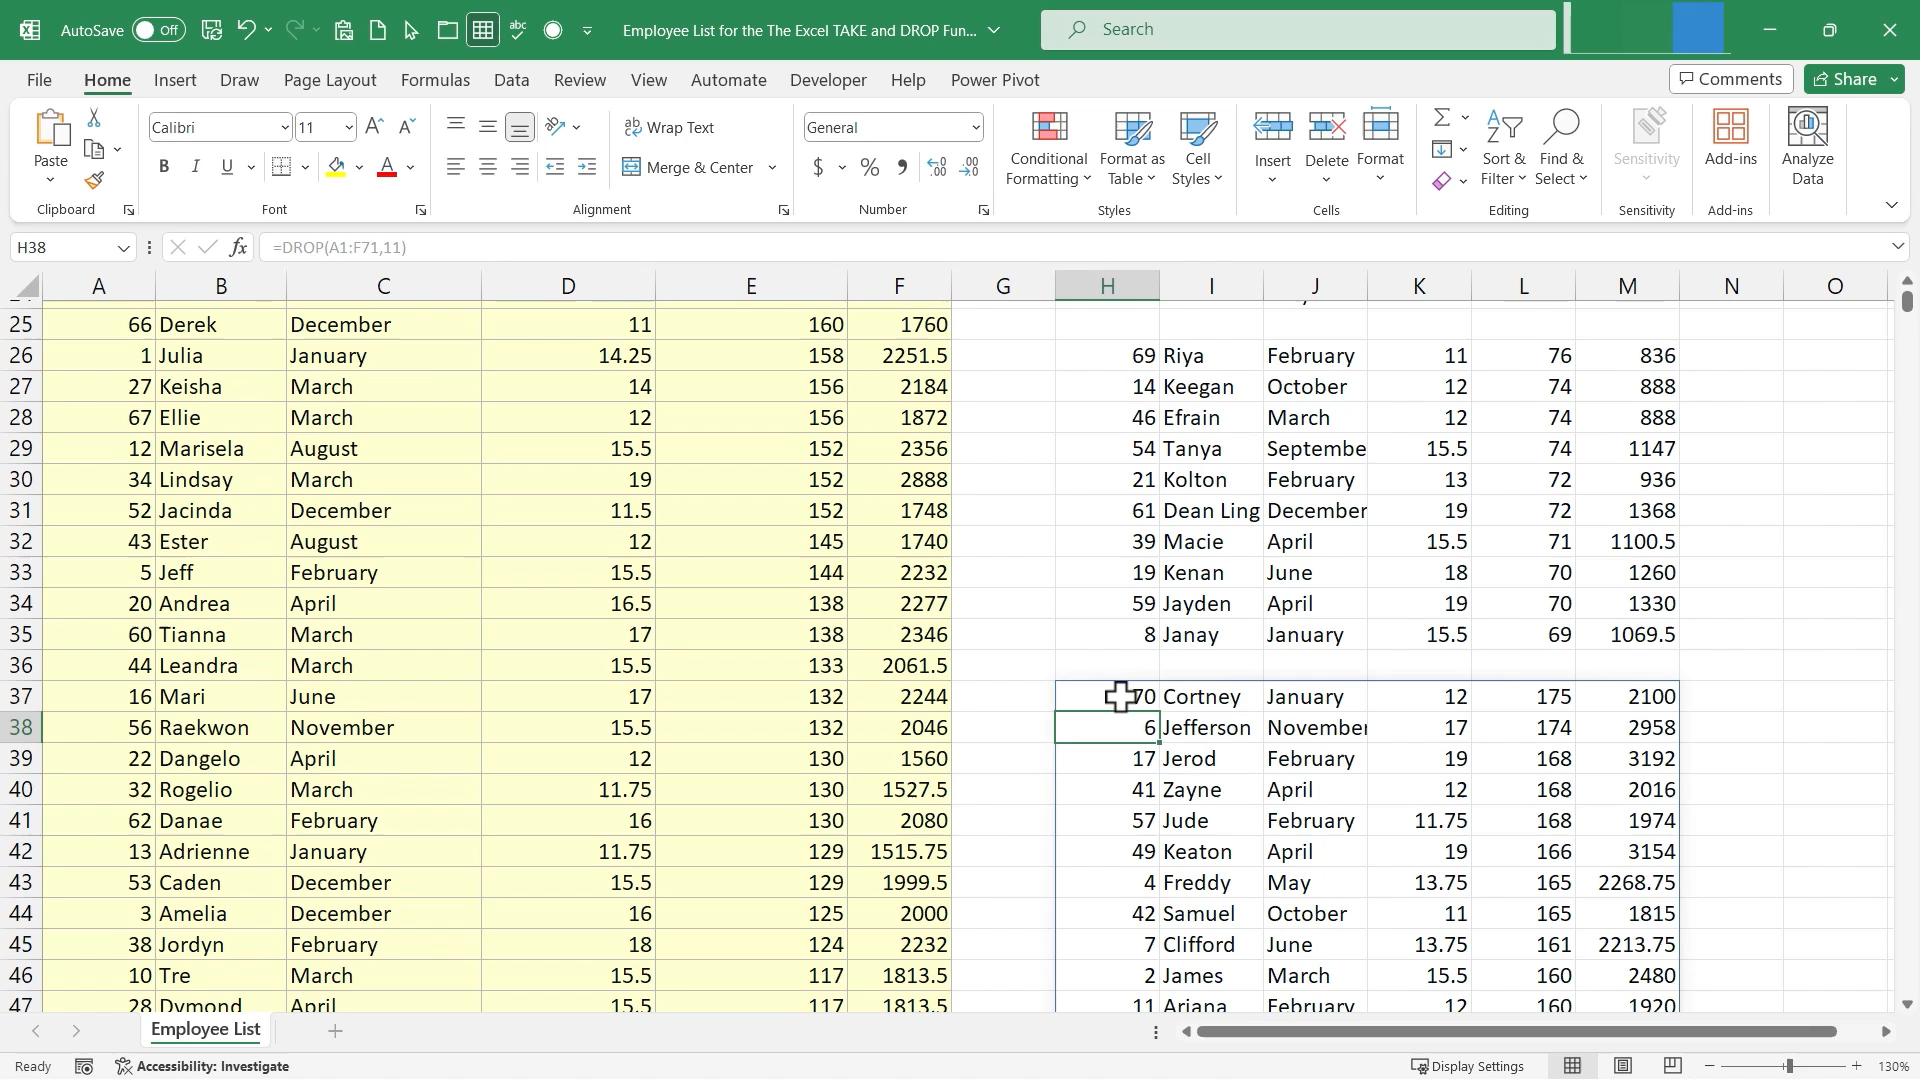 AutoSave Off abc Employee List for the The Excel TAKE and DROP Fun... Search
File Home Insert Draw Page Layout Formulas Data Review View Automate Developer Help Power Pivot Comments Share
Paste Calibri 11 A A ab Wrap Text General Conditional Formatting Format as Table Cell Styles Insert Delete Format Sort & Filter Find & Select Sensitivity Add-ins Analyze Data
B I U A Merge & Center $ % 9 .00 .00
Clipboard Font Alignment Number Styles Cells Editing Sensitivity Add-ins
H38 fx =DROP(A1:F71,11)
A B C D E F G H I J K L M N O
25 66 Derek December 11 160 1760
26 1 Julia January 14.25 158 2251.5 69 Riya February 11 76 836
27 27 Keisha March 14 156 2184 14 Keegan October 12 74 888
28 67 Ellie March 12 156 1872 46 Efrain March 12 74 888
29 12 Marisela August 15.5 152 2356 54 Tanya Septembe 15.5 74 1147
30 34 Lindsay March 19 152 2888 21 Kolton February 13 72 936
31 52 Jacinda December 11.5 152 1748 61 Dean Ling December 19 72 1368
32 43 Ester August 12 145 1740 39 Macie April 15.5 71 1100.5
33 5 Jeff February 15.5 144 2232 19 Kenan June 18 70 1260
34 20 Andrea April 16.5 138 2277 59 Jayden April 19 70 1330
35 60 Tianna March 17 138 2346 8 Janay January 15.5 69 1069.5
36 44 Leandra March 15.5 133 2061.5
37 16 Mari June 17 132 2244 70 Cortney January 12 175 2100
38 56 Raekwon November 15.5 132 2046 6 Jefferson November 17 174 2958
39 22 Dangelo April 12 130 1560 17 Jerod February 19 168 3192
40 32 Rogelio March 11.75 130 1527.5 41 Zayne April 12 168 2016
41 62 Danae February 16 130 2080 57 Jude February 11.75 168 1974
42 13 Adrienne January 11.75 129 1515.75 49 Keaton April 19 166 3154
43 53 Caden December 15.5 129 1999.5 4 Freddy May 13.75 165 2268.75
44 3 Amelia December 16 125 2000 42 Samuel October 11 165 1815
45 38 Jordyn February 18 124 2232 7 Clifford June 13.75 161 2213.75
46 10 Tre March 15.5 117 1813.5 2 James March 15.5 160 2480
47 28 Dymond April 15.5 117 1813.5 11 Ariana February 12 160 1920
Employee List
Ready Accessibility: Investigate Display Settings 130%